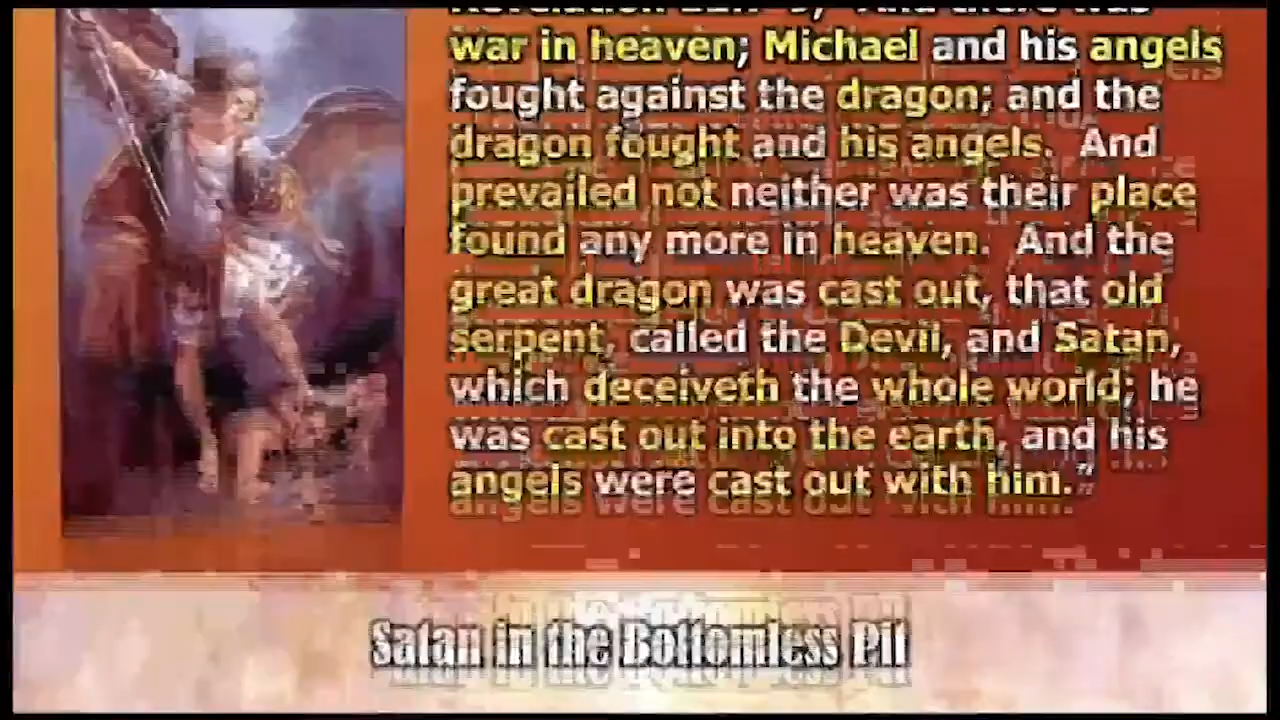 war in heaven; Michael and his angels
fought against the dragon; and the
dragon fought and his angels. And
prevailed not neither was their place
found any more in heaven. And the
great dragon was cast out, that old
serpent, called the Devil, and Satan,
which deceiveth the whole world; he
was cast out into the earth, and his
angels were cast out with him.”
Satan in the Bottomless Pit